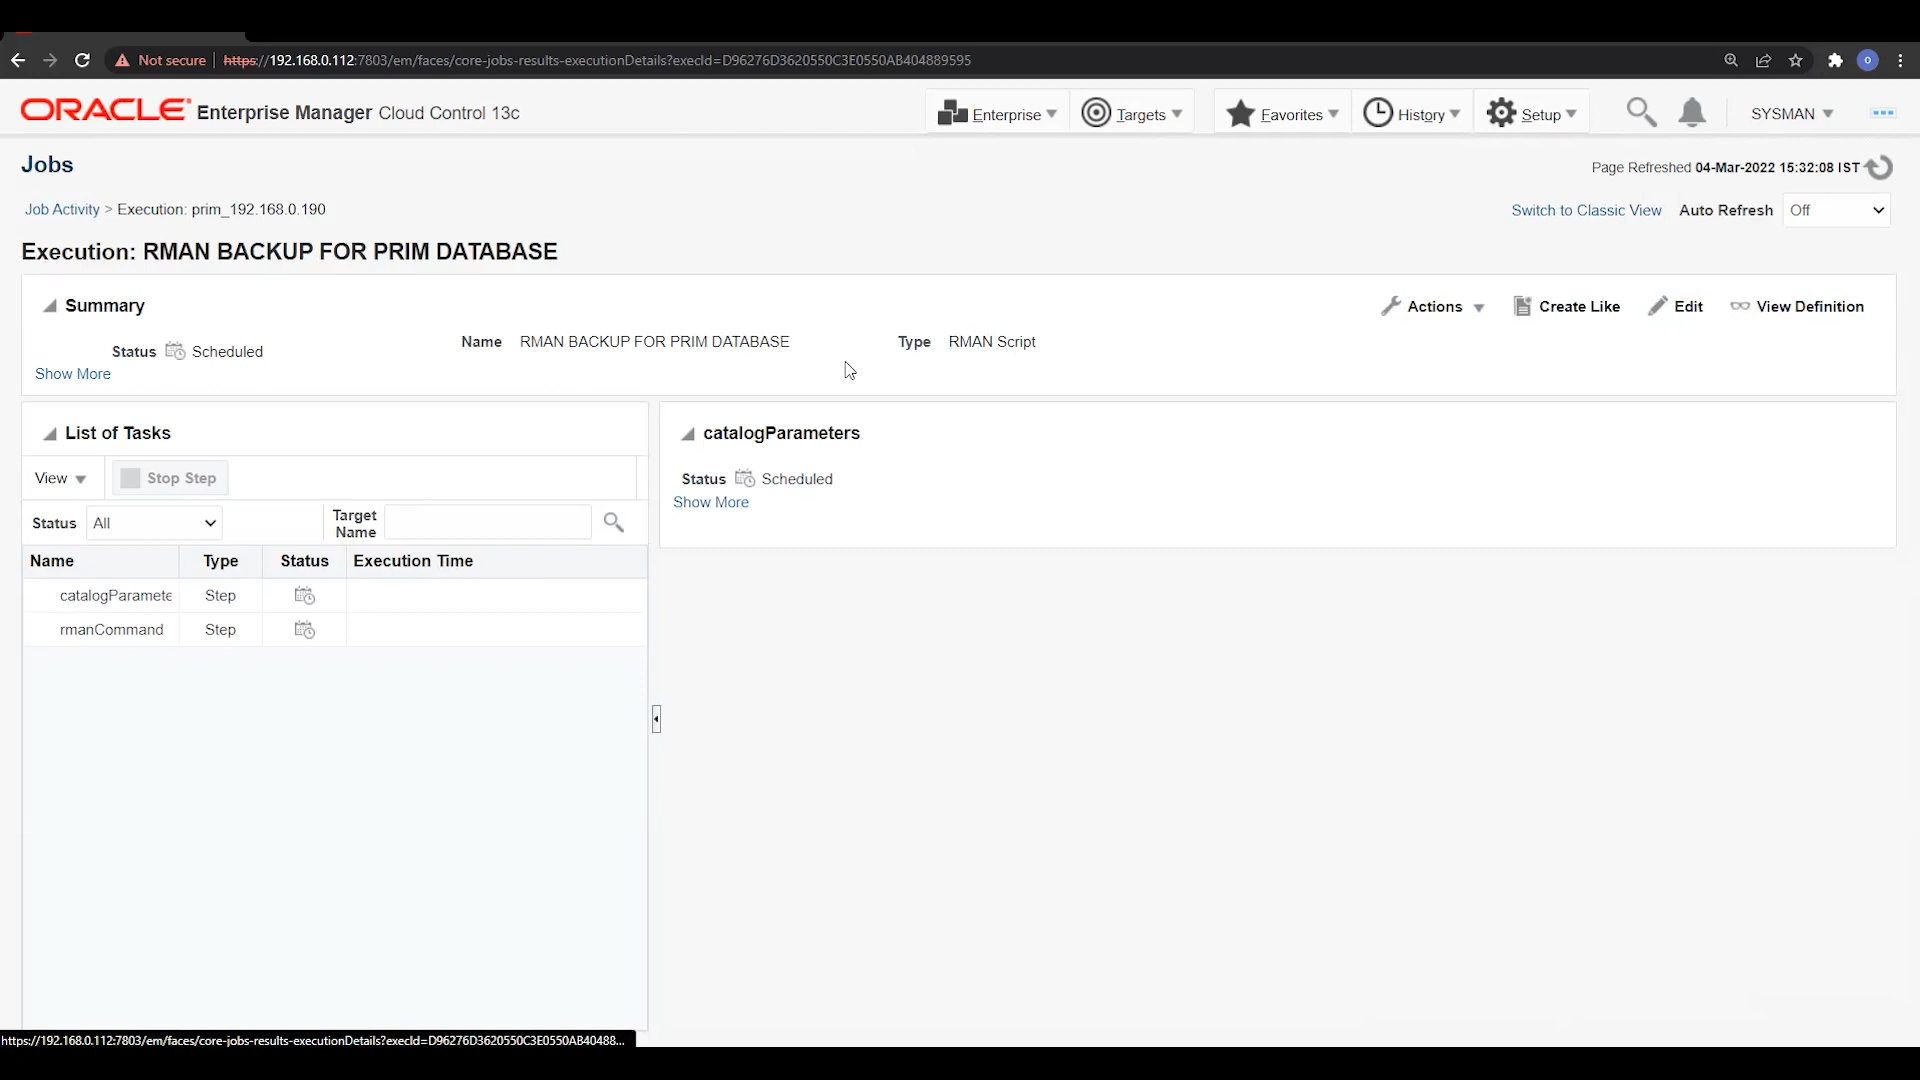 Not secure https://192.168.0.112:7803/em/faces/core-jobs-results-executionDetails?execId=D96276D3620550C3E0550AB404889595 O
ORACLE Enterprise Manager Cloud Control 13c Enterprise Targets Favorites History Setup SYSMAN
Jobs
Page Refreshed 04-Mar-2022 15:32:08 IST
Job Activity > Execution: prim_192.168.0.190
Switch to Classic View Auto Refresh Off
Execution: RMAN BACKUP FOR PRIM DATABASE
Summary
Actions Create Like Edit View Definition
Status Scheduled
Name RMAN BACKUP FOR PRIM DATABASE
Type RMAN Script
Show More
List of Tasks
View Stop Step
Status All Target Name
Name Type Status Execution Time
catalogParamete Step
rmanCommand Step
catalogParameters
Status Scheduled
Show More
https://192.168.0.112:7803/em/faces/core-jobs-results-executionDetails?execId=D96276D3620550C3E0550AB40488...